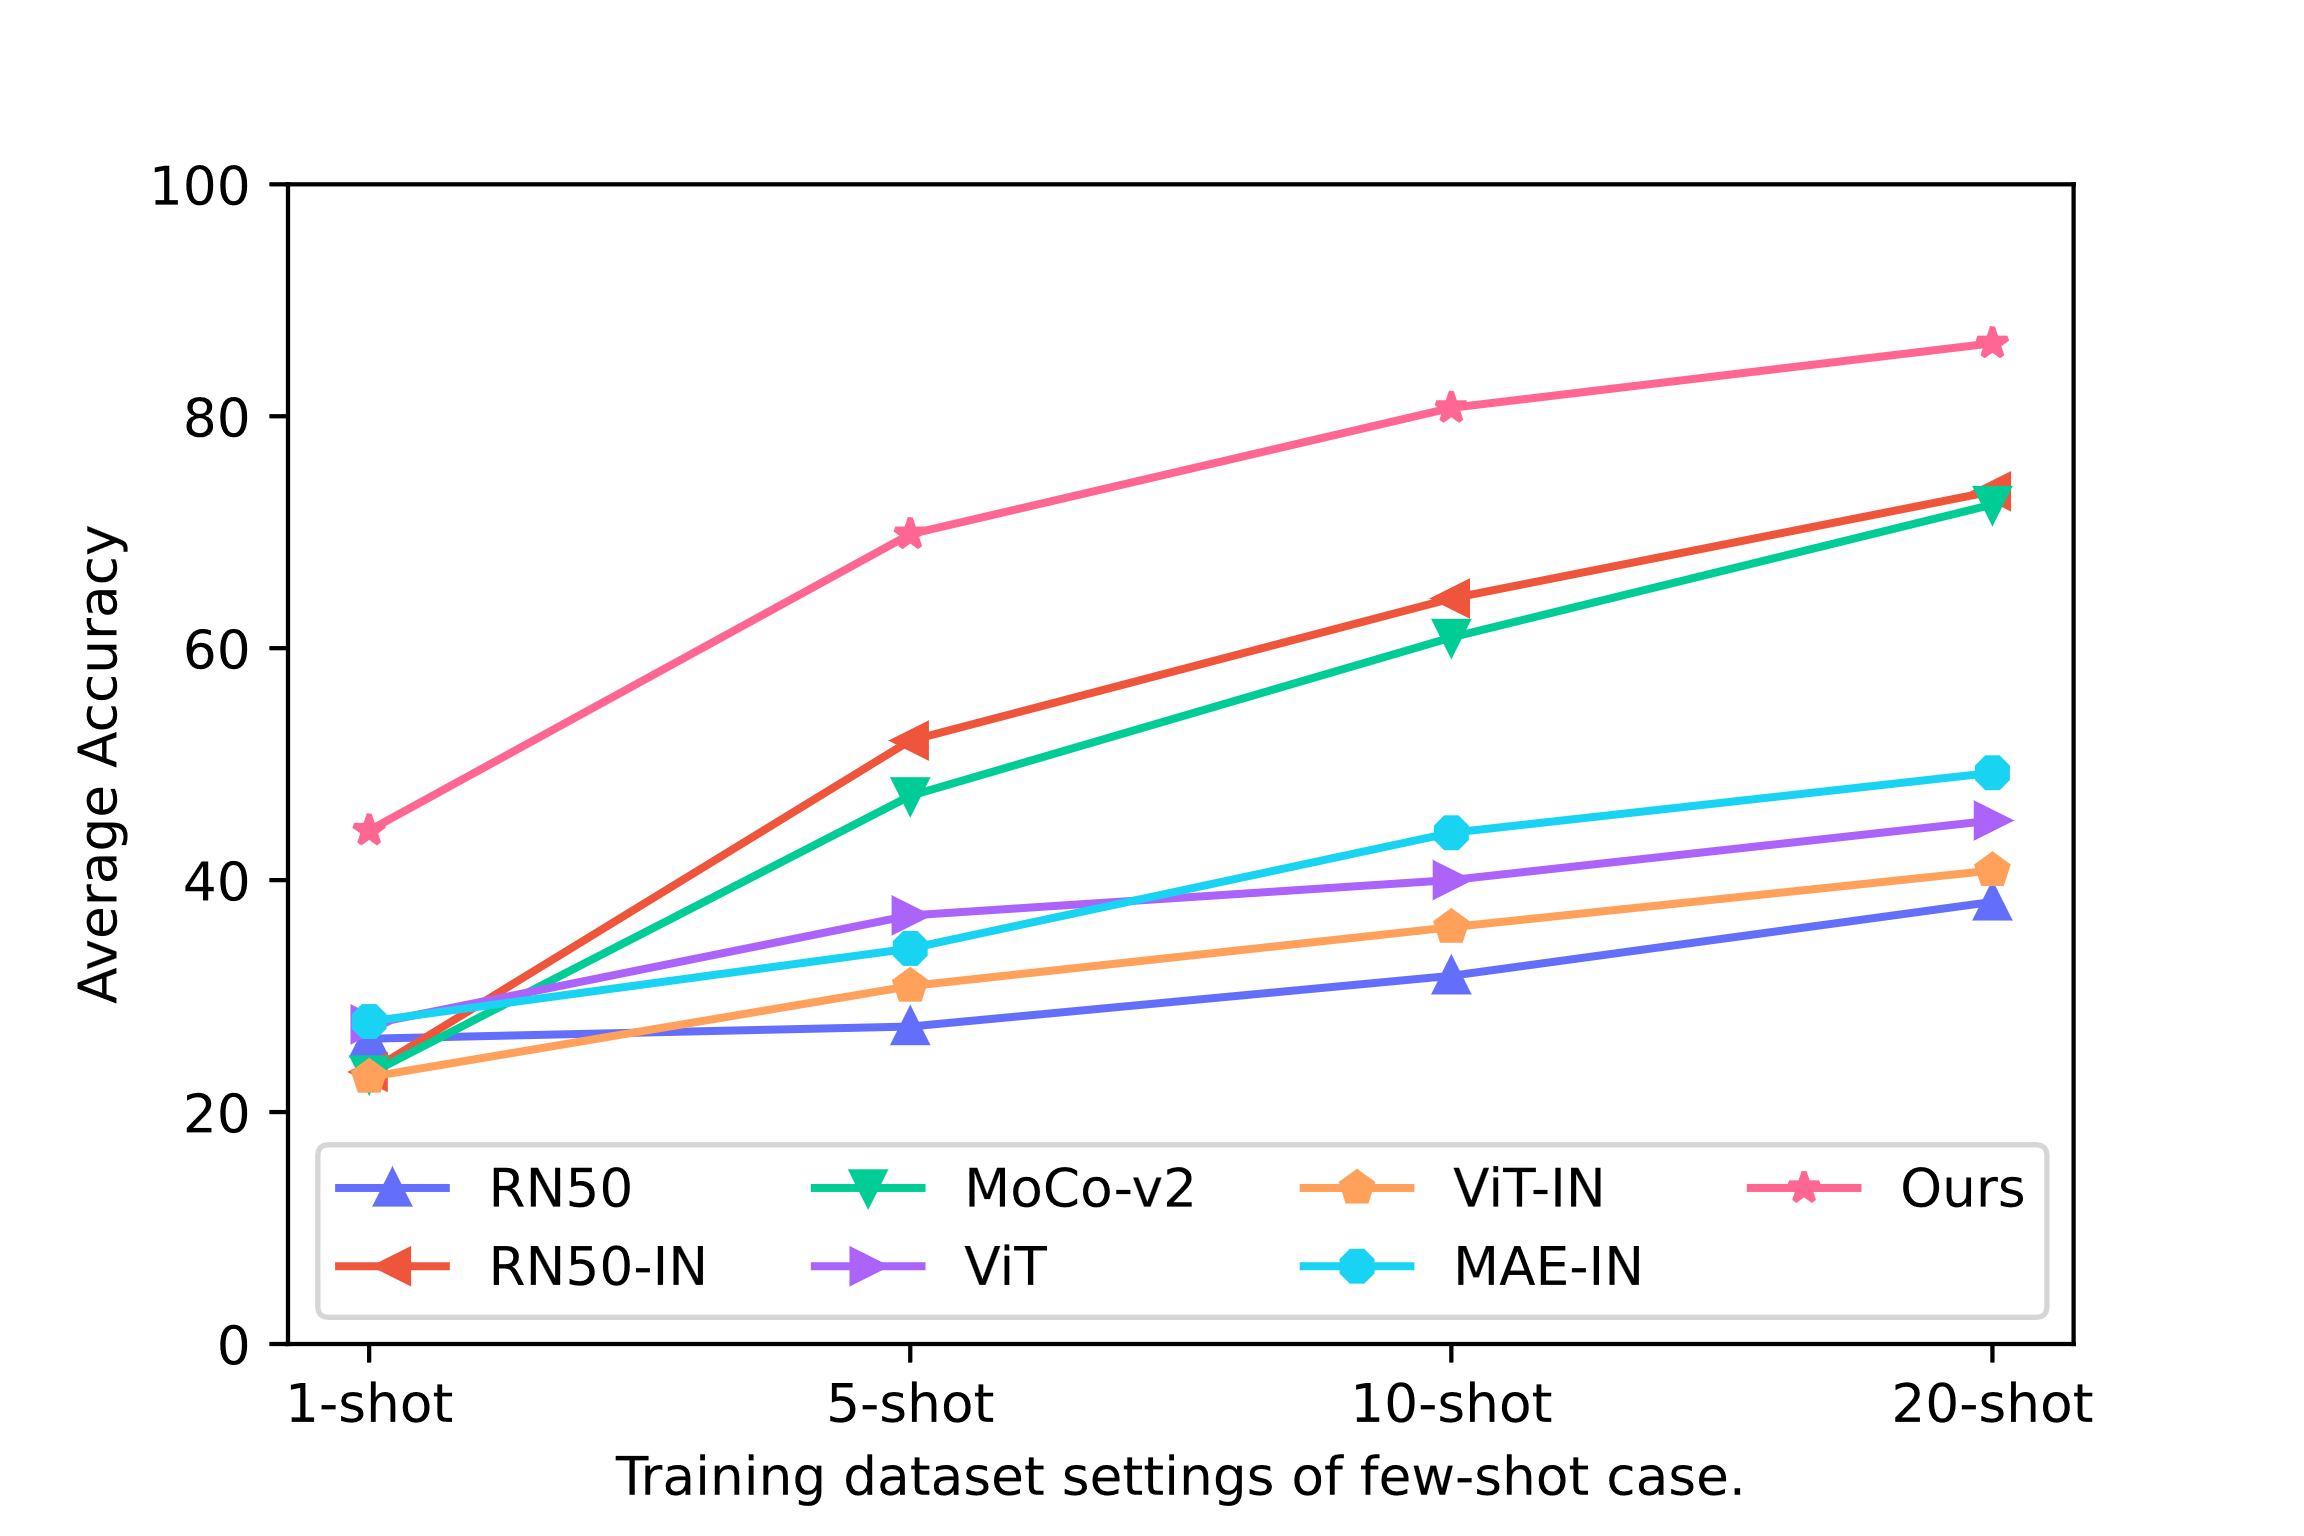 100
80
60
40
20
0
Average Accuracy
RN50
MoCo-v2
ViT-IN
Ours
RN50-IN
ViT
MAE-IN
1-shot
5-shot
10-shot
20-shot
Training dataset settings of few-shot case.